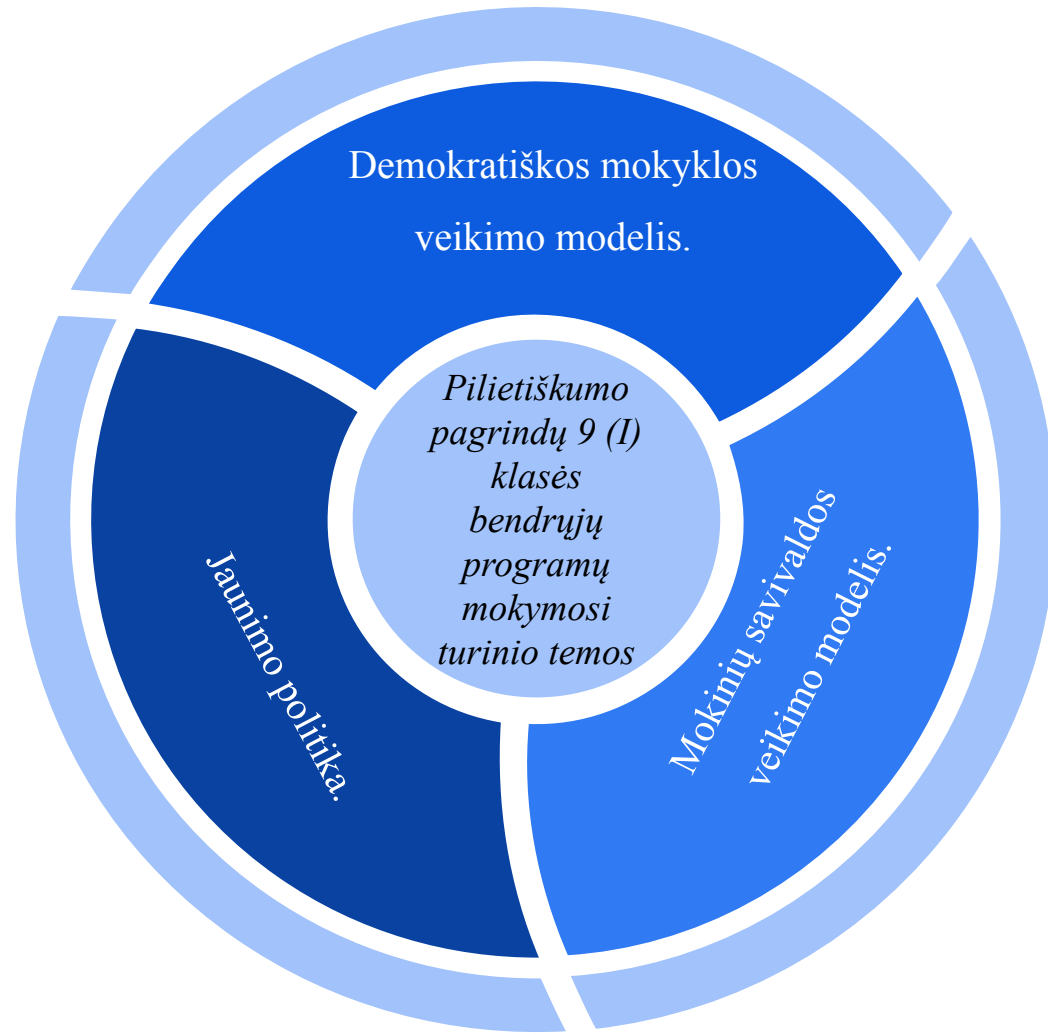 Demokratiškos mokyklos
veikimo modelis.
Pilietiškumo
pagrindų 9 (I)
klasės
bendrųjų
programų
mokymosi
turinio temos
Mokinių savivaldos
veikimo modelis.
Jaunimo politika.